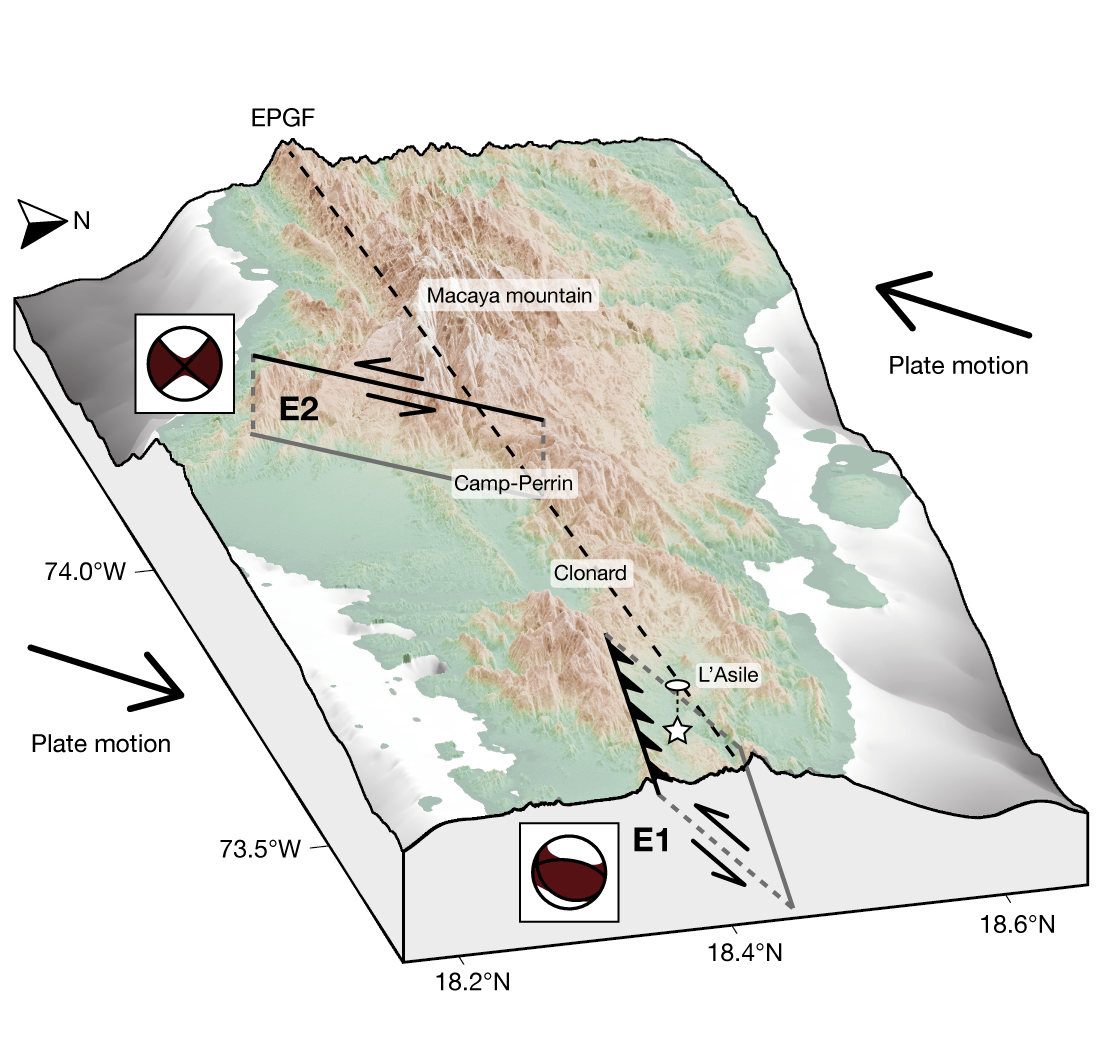 EPGF
N
Macaya mountain
Plate motion
E2
Camp-Perrin
74.0°W
Clonard
L’Asile
Plate motion
73.5°W
E1
18.6°N
18.4°N
18.2°N